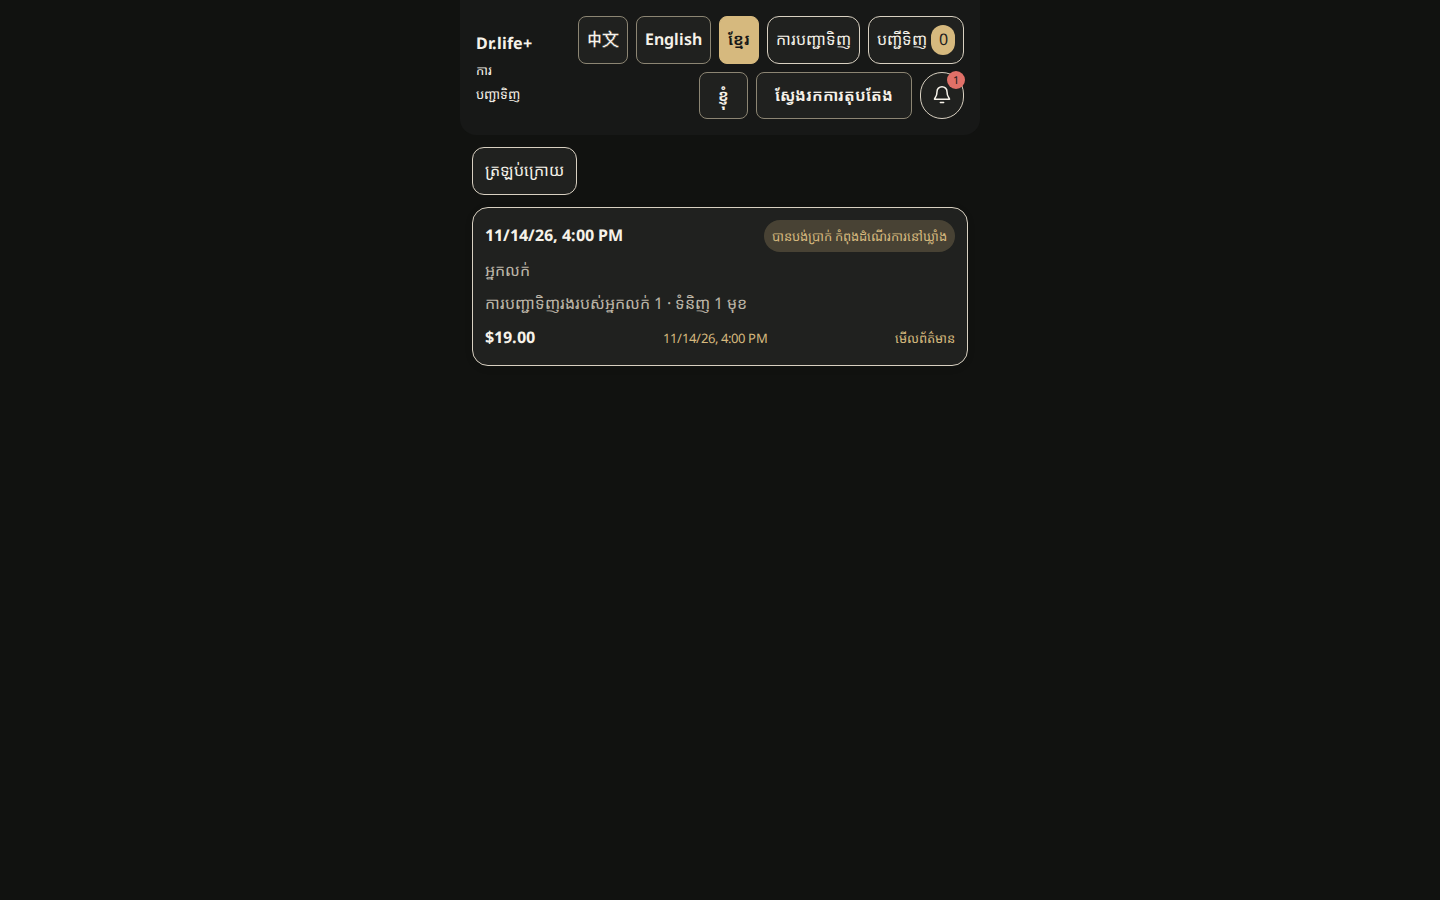 Dr.life+
ការ
បញ្ជាទិញ
中文
English
ខ្មែរ
ការបញ្ជាទិញ
បញ្ជីទិញ 0
ខ្ញុំ
ស្វែងរកការតុបតែង
1
ត្រឡប់ក្រោយ
11/14/26, 4:00 PM
បានបង់ប្រាក់ កំពុងដំណើរការនៅឃ្លាំង
អ្នកលក់
ការបញ្ជាទិញរងរបស់អ្នកលក់ 1 · ទំនិញ 1 មុខ
$19.00
11/14/26, 4:00 PM
មើលព័ត៌មាន